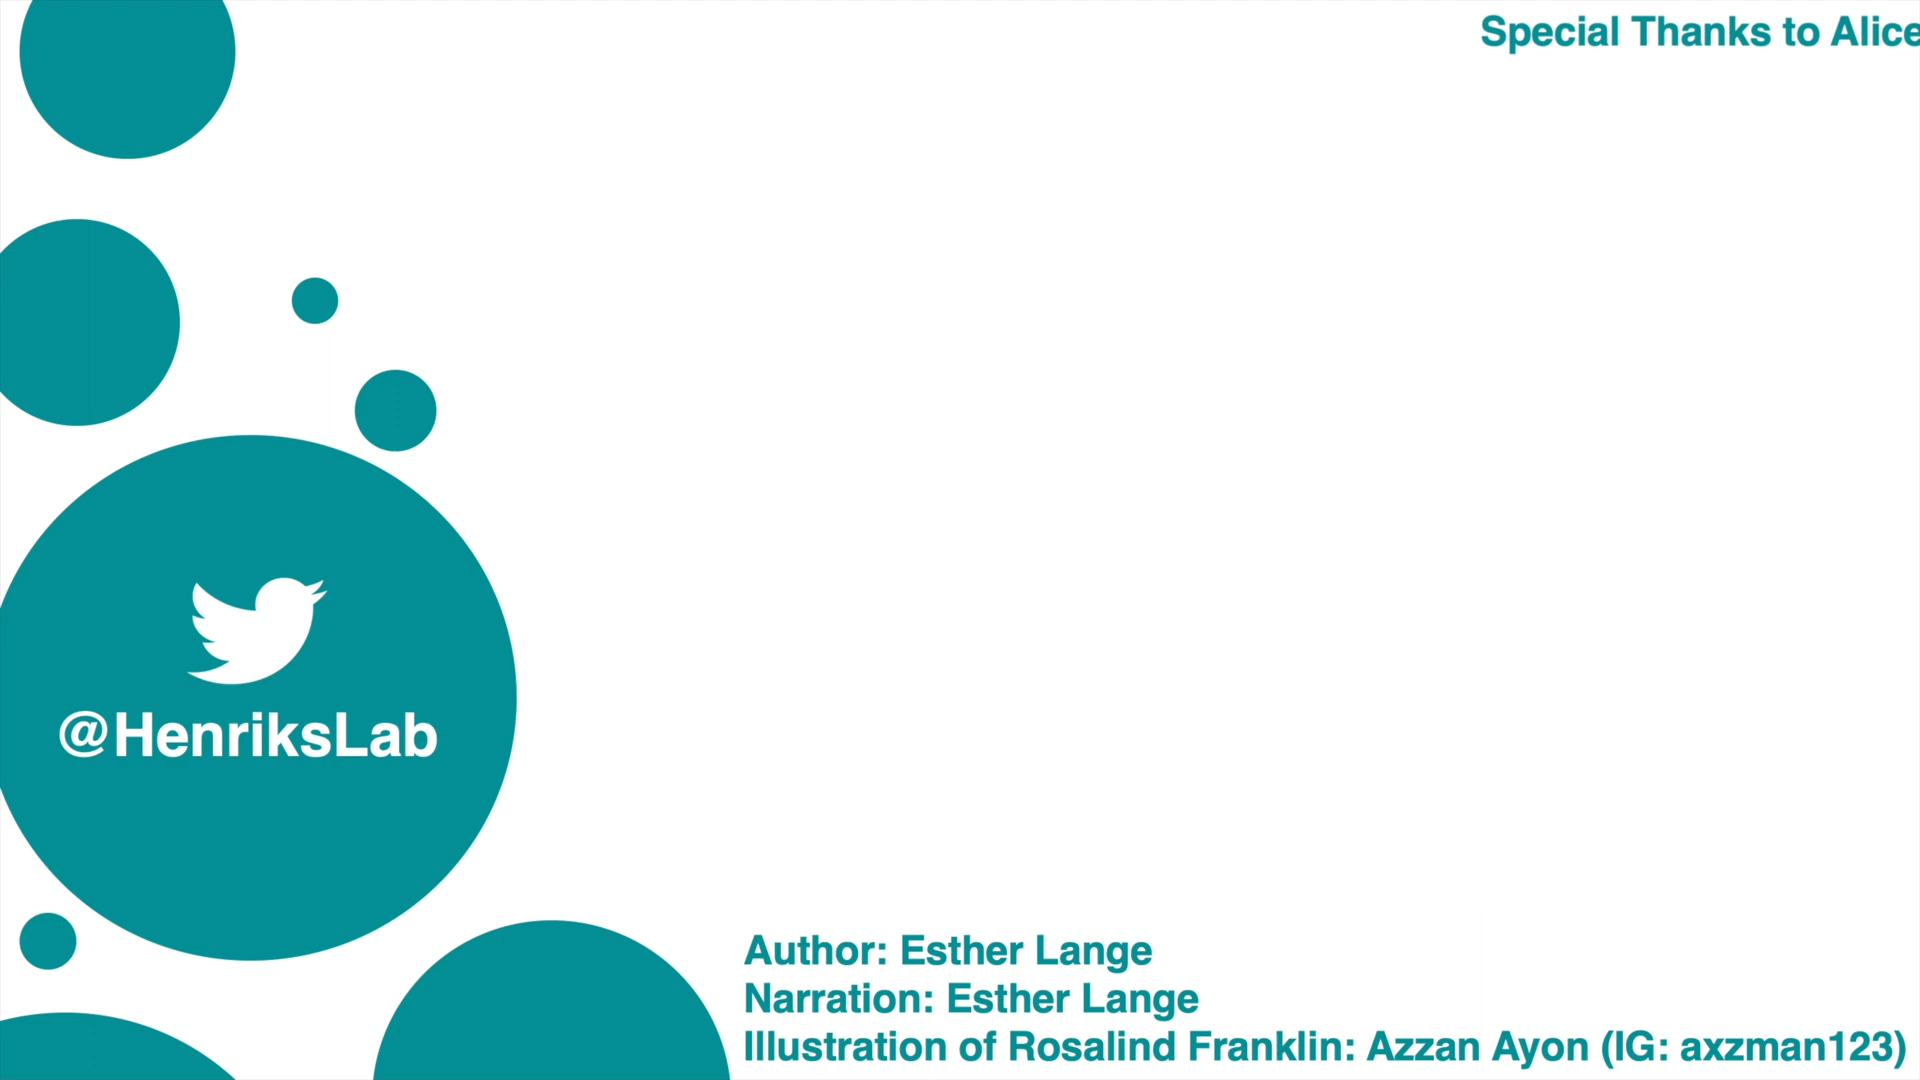 Special Thanks to Alice
@HenriksLab
Author: Esther Lange
Narration: Esther Lange
Illustration of Rosalind Franklin: Azzan Ayon (IG: axzman123)